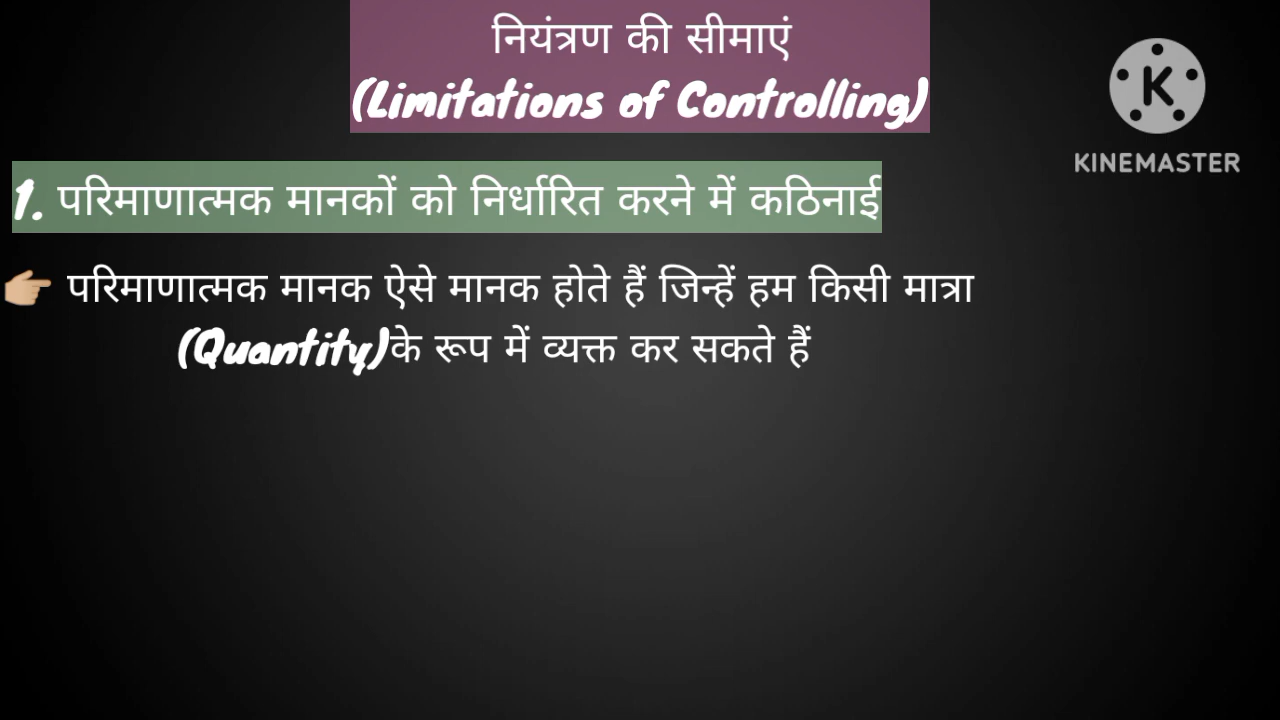 नियंत्रण की सीमाएं
(Limitations of Controlling)
KINEMASTER
1. परिमाणात्मक मानकों को निर्धारित करने में कठिनाई
👉🏼 परिमाणात्मक मानक ऐसे मानक होते हैं जिन्हें हम किसी मात्रा
(Quantity)के रूप में व्यक्त कर सकते हैं